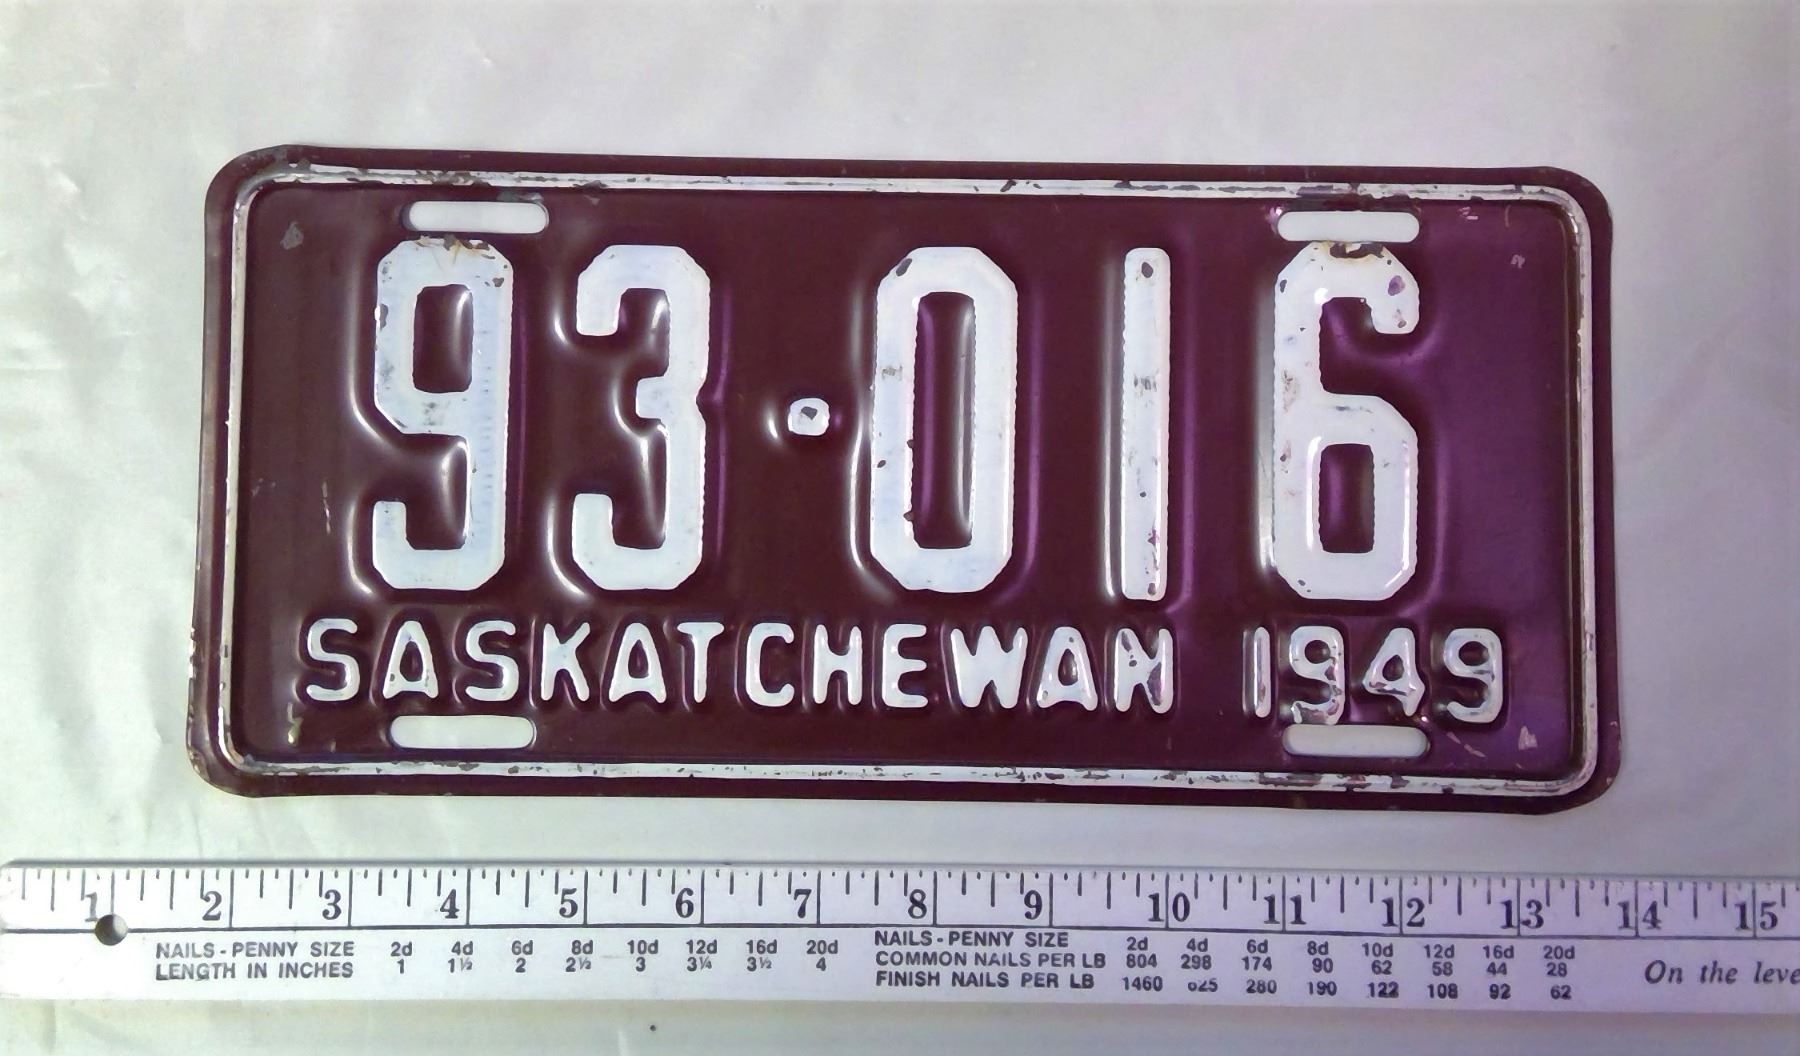 93·016
SASKATCHEWAN 1949
1 2 3 4 5 6 7 8 9 10 11 12 13 14 15
NAILS - PENNY SIZE 2d 4d 6d 8d 10d 12d 16d 20d
LENGTH IN INCHES 1 1½ 2 2½ 3 3¼ 3½ 4
NAILS - PENNY SIZE 2d 4d 6d 8d 10d 12d 16d 20d
COMMON NAILS PER LB 804 298 174 90 62 58 44 28
FINISH NAILS PER LB 1460 625 280 190 122 108 92 62
On the leve